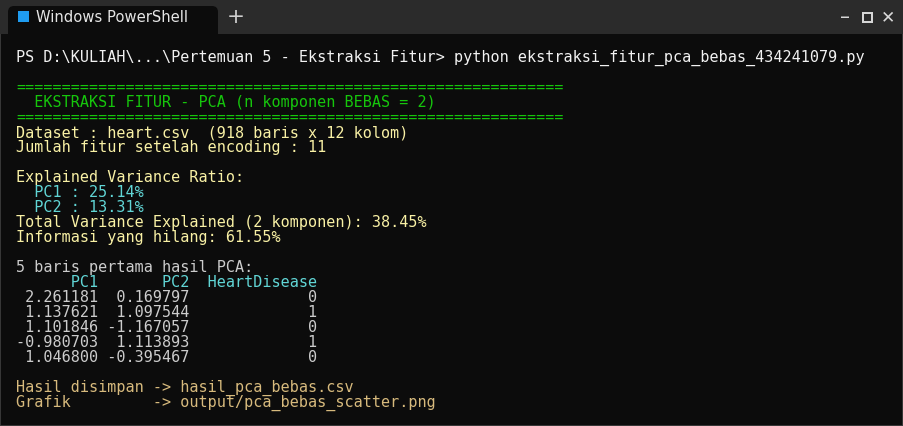 Windows PowerShell
PS D:\KULIAH\...\Pertemuan 5 - Ekstraksi Fitur> python ekstraksi_fitur_pca_bebas_434241079.py
============================================================
  EKSTRAKSI FITUR - PCA (n komponen BEBAS = 2)
============================================================
Dataset : heart.csv  (918 baris x 12 kolom)
Jumlah fitur setelah encoding : 11
Explained Variance Ratio:
  PC1 : 25.14%
  PC2 : 13.31%
Total Variance Explained (2 komponen): 38.45%
Informasi yang hilang: 61.55%
5 baris pertama hasil PCA:
      PC1       PC2  HeartDisease
 2.261181  0.169797             0
 1.137621  1.097544             1
 1.101846 -1.167057             0
-0.980703  1.113893             1
 1.046800 -0.395467             0
Hasil disimpan -> hasil_pca_bebas.csv
Grafik         -> output/pca_bebas_scatter.png